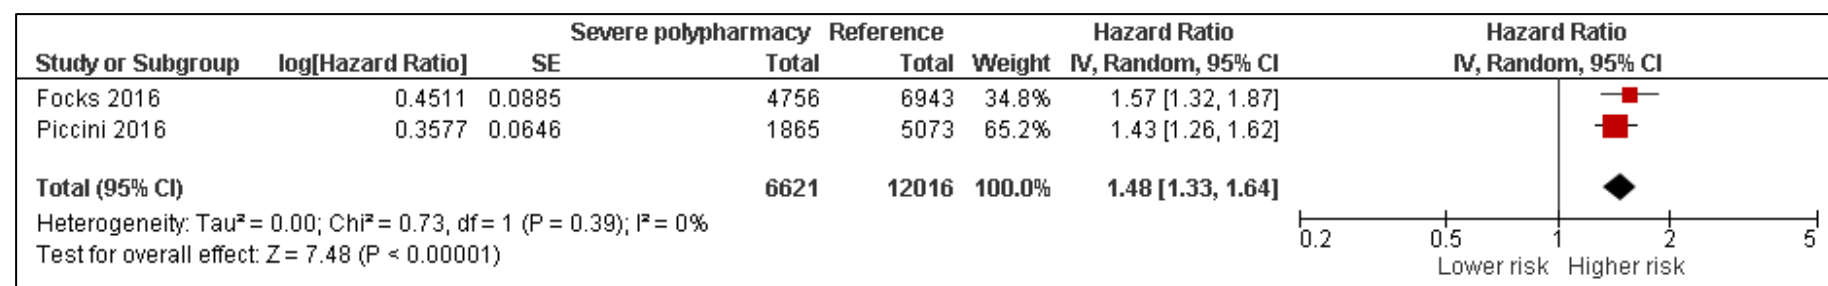 Severe polypharmacy Reference Hazard Ratio Hazard Ratio
Study or Subgroup log[Hazard Ratio] SE Total Total Weight IV, Random, 95% CI IV, Random, 95% CI
Focks 2016 0.4511 0.0885 4756 6943 34.8% 1.57 [1.32, 1.87]
Piccini 2016 0.3577 0.0646 1865 5073 65.2% 1.43 [1.26, 1.62]
Total (95% CI) 6621 12016 100.0% 1.48 [1.33, 1.64]
Heterogeneity: Tau² = 0.00; Chi² = 0.73, df = 1 (P = 0.39); I² = 0%
Test for overall effect: Z = 7.48 (P < 0.00001)
0.2 0.5 1 2 5
Lower risk Higher risk